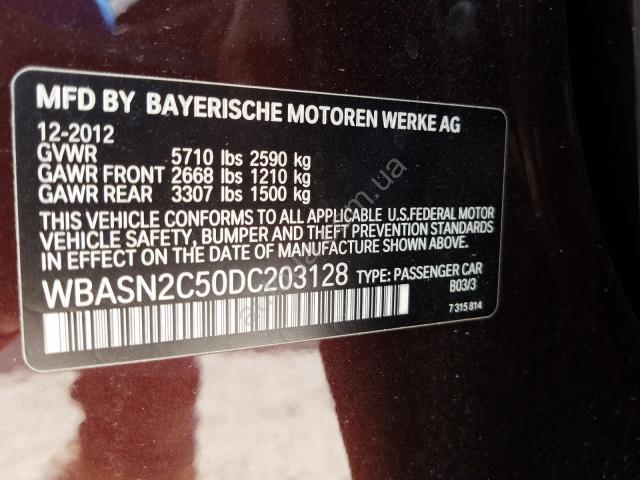 MFD BY BAYERISCHE MOTOREN WERKE AG
12-2012
GVWR 5710 lbs 2590 kg
GAWR FRONT 2668 lbs 1210 kg
GAWR REAR 3307 lbs 1500 kg
THIS VEHICLE CONFORMS TO ALL APPLICABLE U.S.FEDERAL MOTOR
VEHICLE SAFETY, BUMPER AND THEFT PREVENTION STANDARDS
IN EFFECT ON THE DATE OF MANUFACTURE SHOWN ABOVE.
WBASN2C50DC203128 TYPE: PASSENGER CAR
B03/3
7 315 814